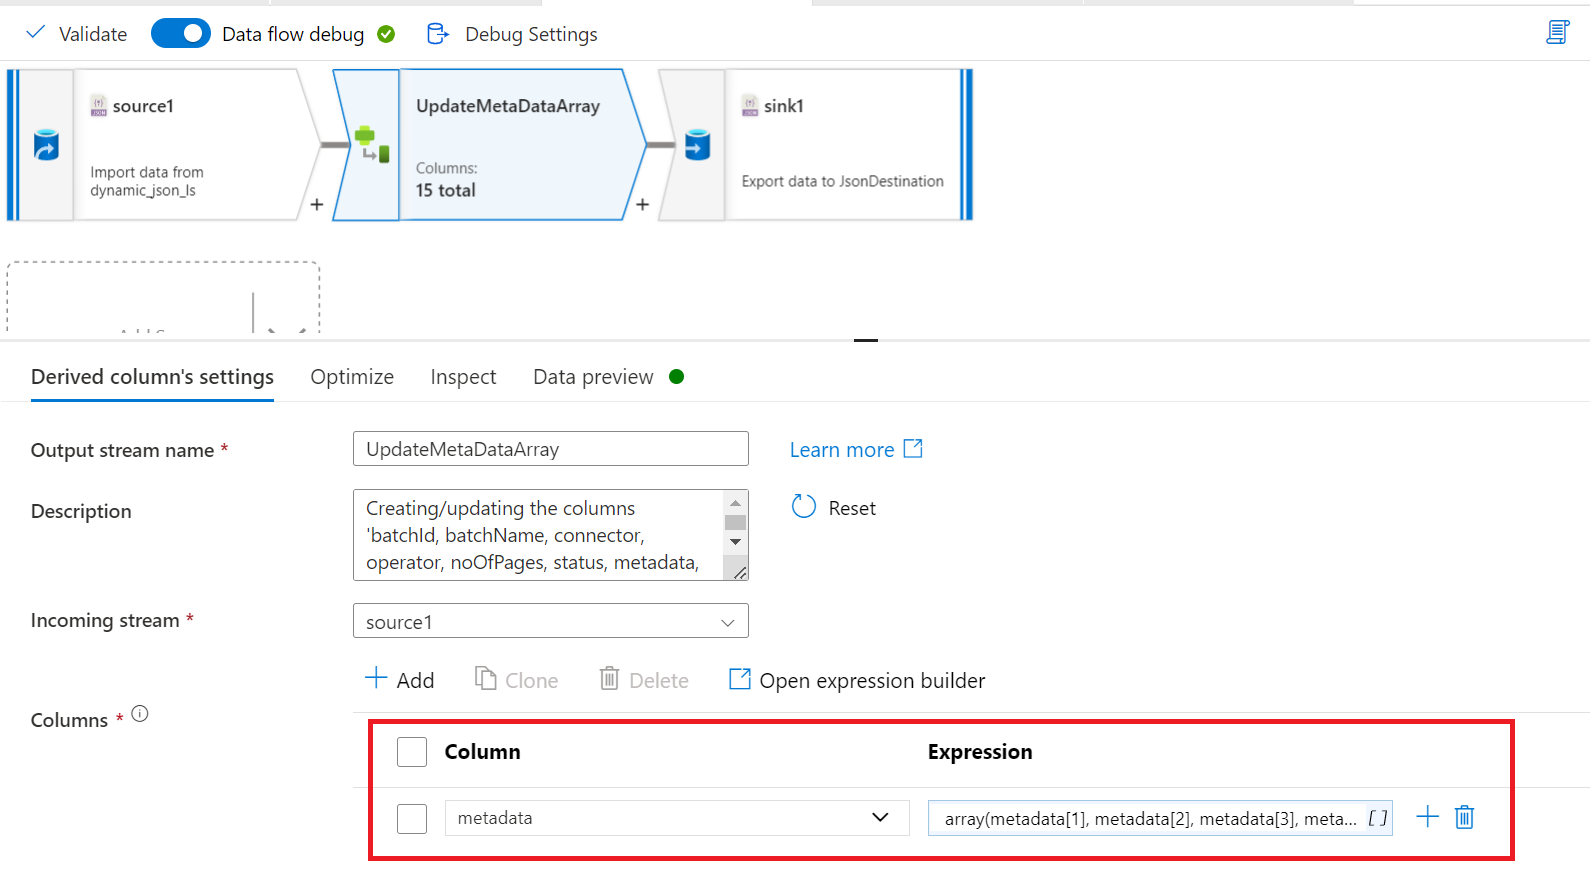 Validate Data flow debug Debug Settings
source1
Import data from
dynamic_json_ls
+
UpdateMetaDataArray
Columns:
15 total
+
sink1
Export data to JsonDestination
Derived column's settings Optimize Inspect Data preview
Output stream name * UpdateMetaDataArray Learn more
Description
Creating/updating the columns
'batchId, batchName, connector,
operator, noOfPages, status, metadata,
Reset
Incoming stream * source1
Add Clone Delete Open expression builder
Columns *
Column Expression
metadata array(metadata[1], metadata[2], metadata[3], meta... []